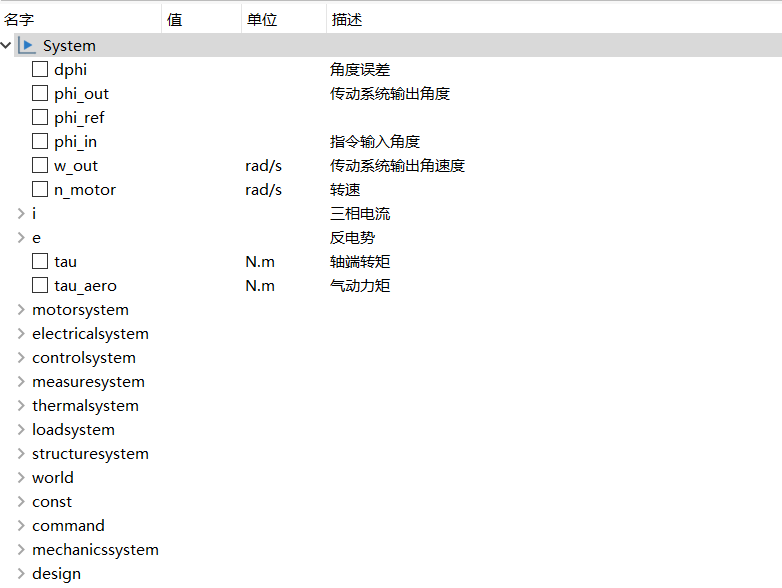 名字 值 单位 描述
System
dphi 角度误差
phi_out 传动系统输出角度
phi_ref
phi_in 指令输入角度
w_out rad/s 传动系统输出角速度
n_motor rad/s 转速
i 三相电流
e 反电势
tau N.m 轴端转矩
tau_aero N.m 气动力矩
motorsystem
electricalsystem
controlsystem
measuresystem
thermalsystem
loadsystem
structuresystem
world
const
command
mechanicssystem
design